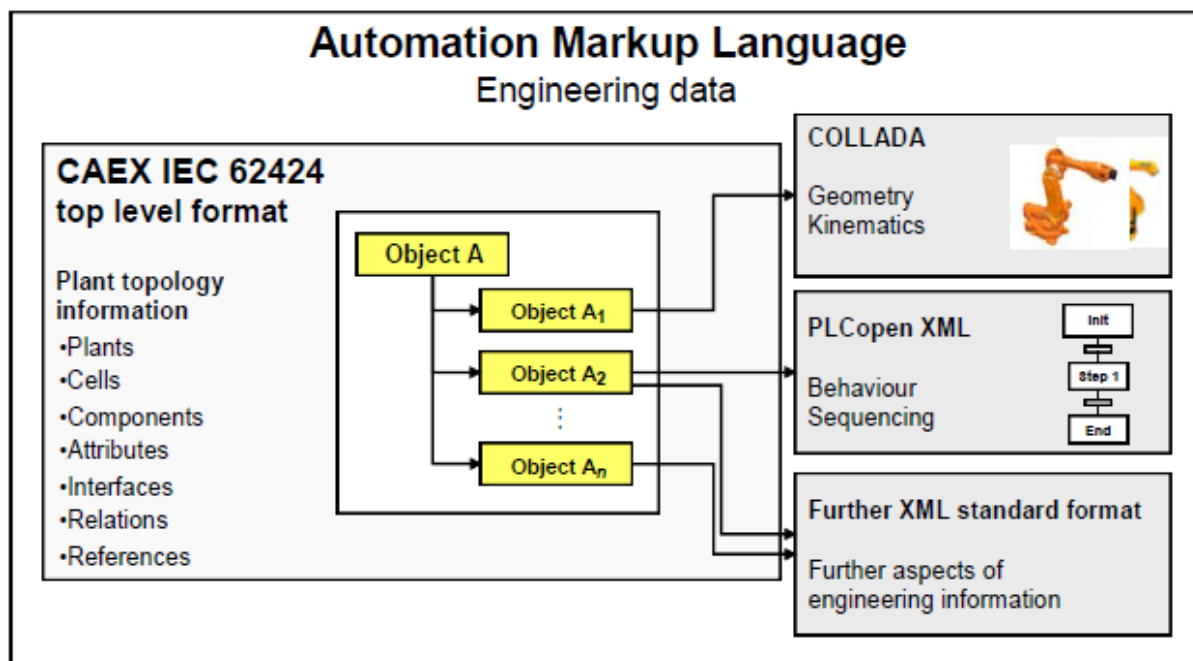 Automation Markup Language
Engineering data
CAEX IEC 62424
top level format
Plant topology
information
•Plants
•Cells
•Components
•Attributes
•Interfaces
•Relations
•References
Object A
Object A₁
Object A₂
⋮
Object Aₙ
COLLADA
Geometry
Kinematics
PLCopen XML
Behaviour
Sequencing
Init
Step 1
End
Further XML standard format
Further aspects of
engineering information